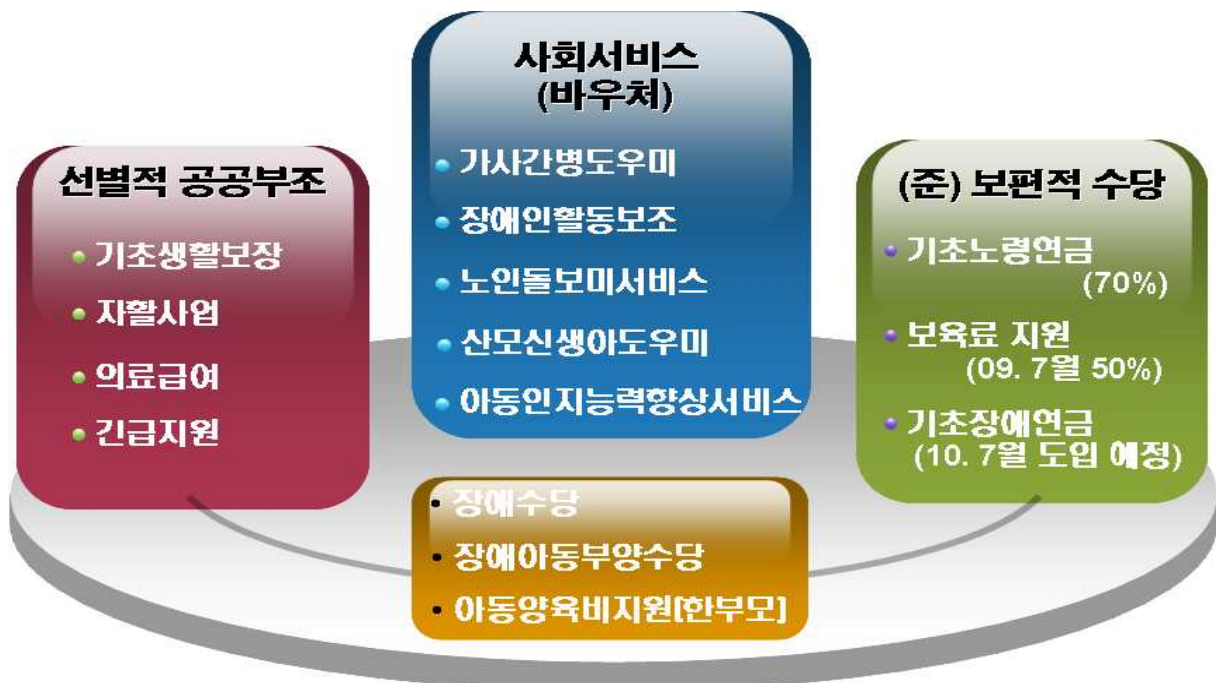 사회서비스
(바우처)
• 가사간병도우미
• 장애인활동보조
• 노인돌보미서비스
• 산모신생아도우미
• 아동인지능력향상서비스
선별적 공공부조
• 기초생활보장
• 자활사업
• 의료급여
• 긴급지원
(준) 보편적 수당
• 기초노령연금
(70%)
• 보육료 지원
(09. 7월 50%)
• 기초장애연금
(10. 7월 도입 예정)
• 장애수당
• 장애아동부양수당
• 아동양육비지원[한부모]